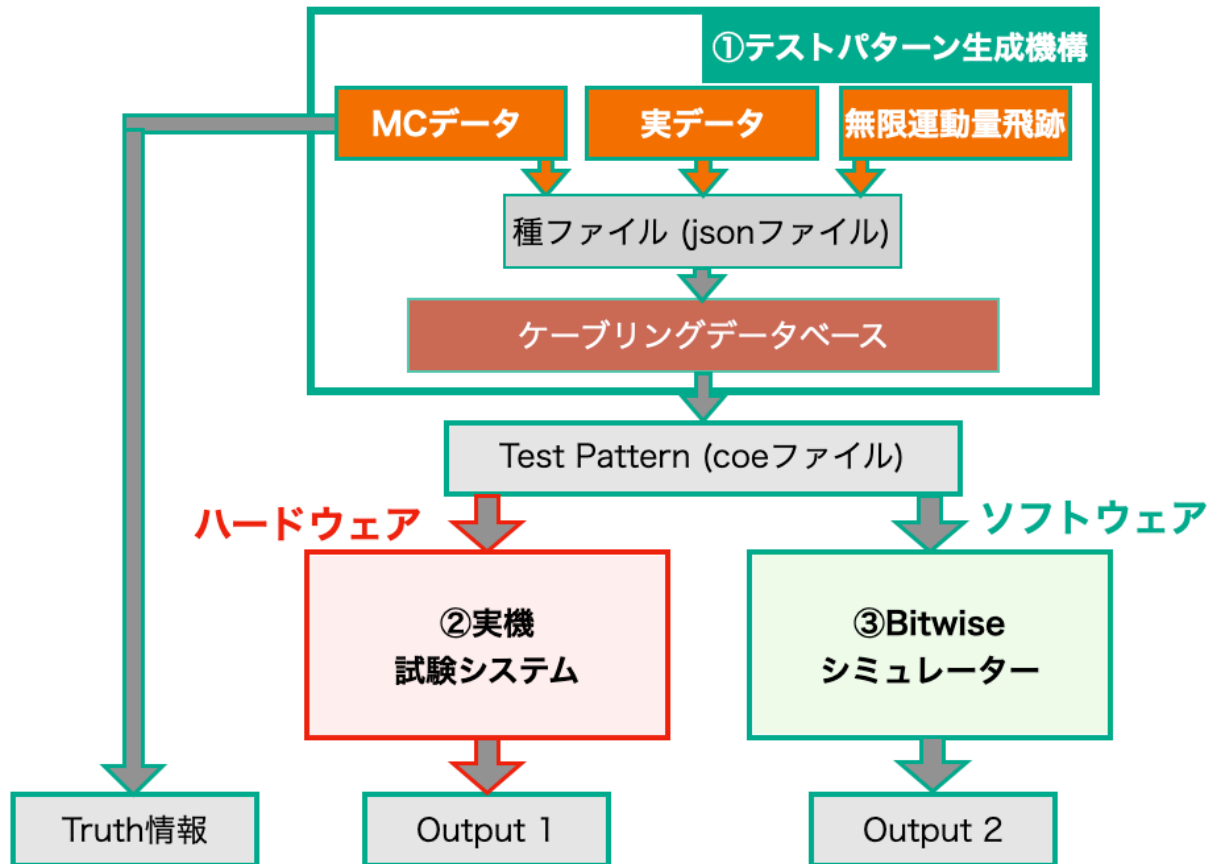 ①テストパターン生成機構
MCデータ
実データ
無限運動量飛跡
種ファイル (jsonファイル)
ケーブリングデータベース
Test Pattern (coeファイル)
ハードウェア
ソフトウェア
②実機
試験システム
③Bitwise
シミュレーター
Truth情報
Output 1
Output 2